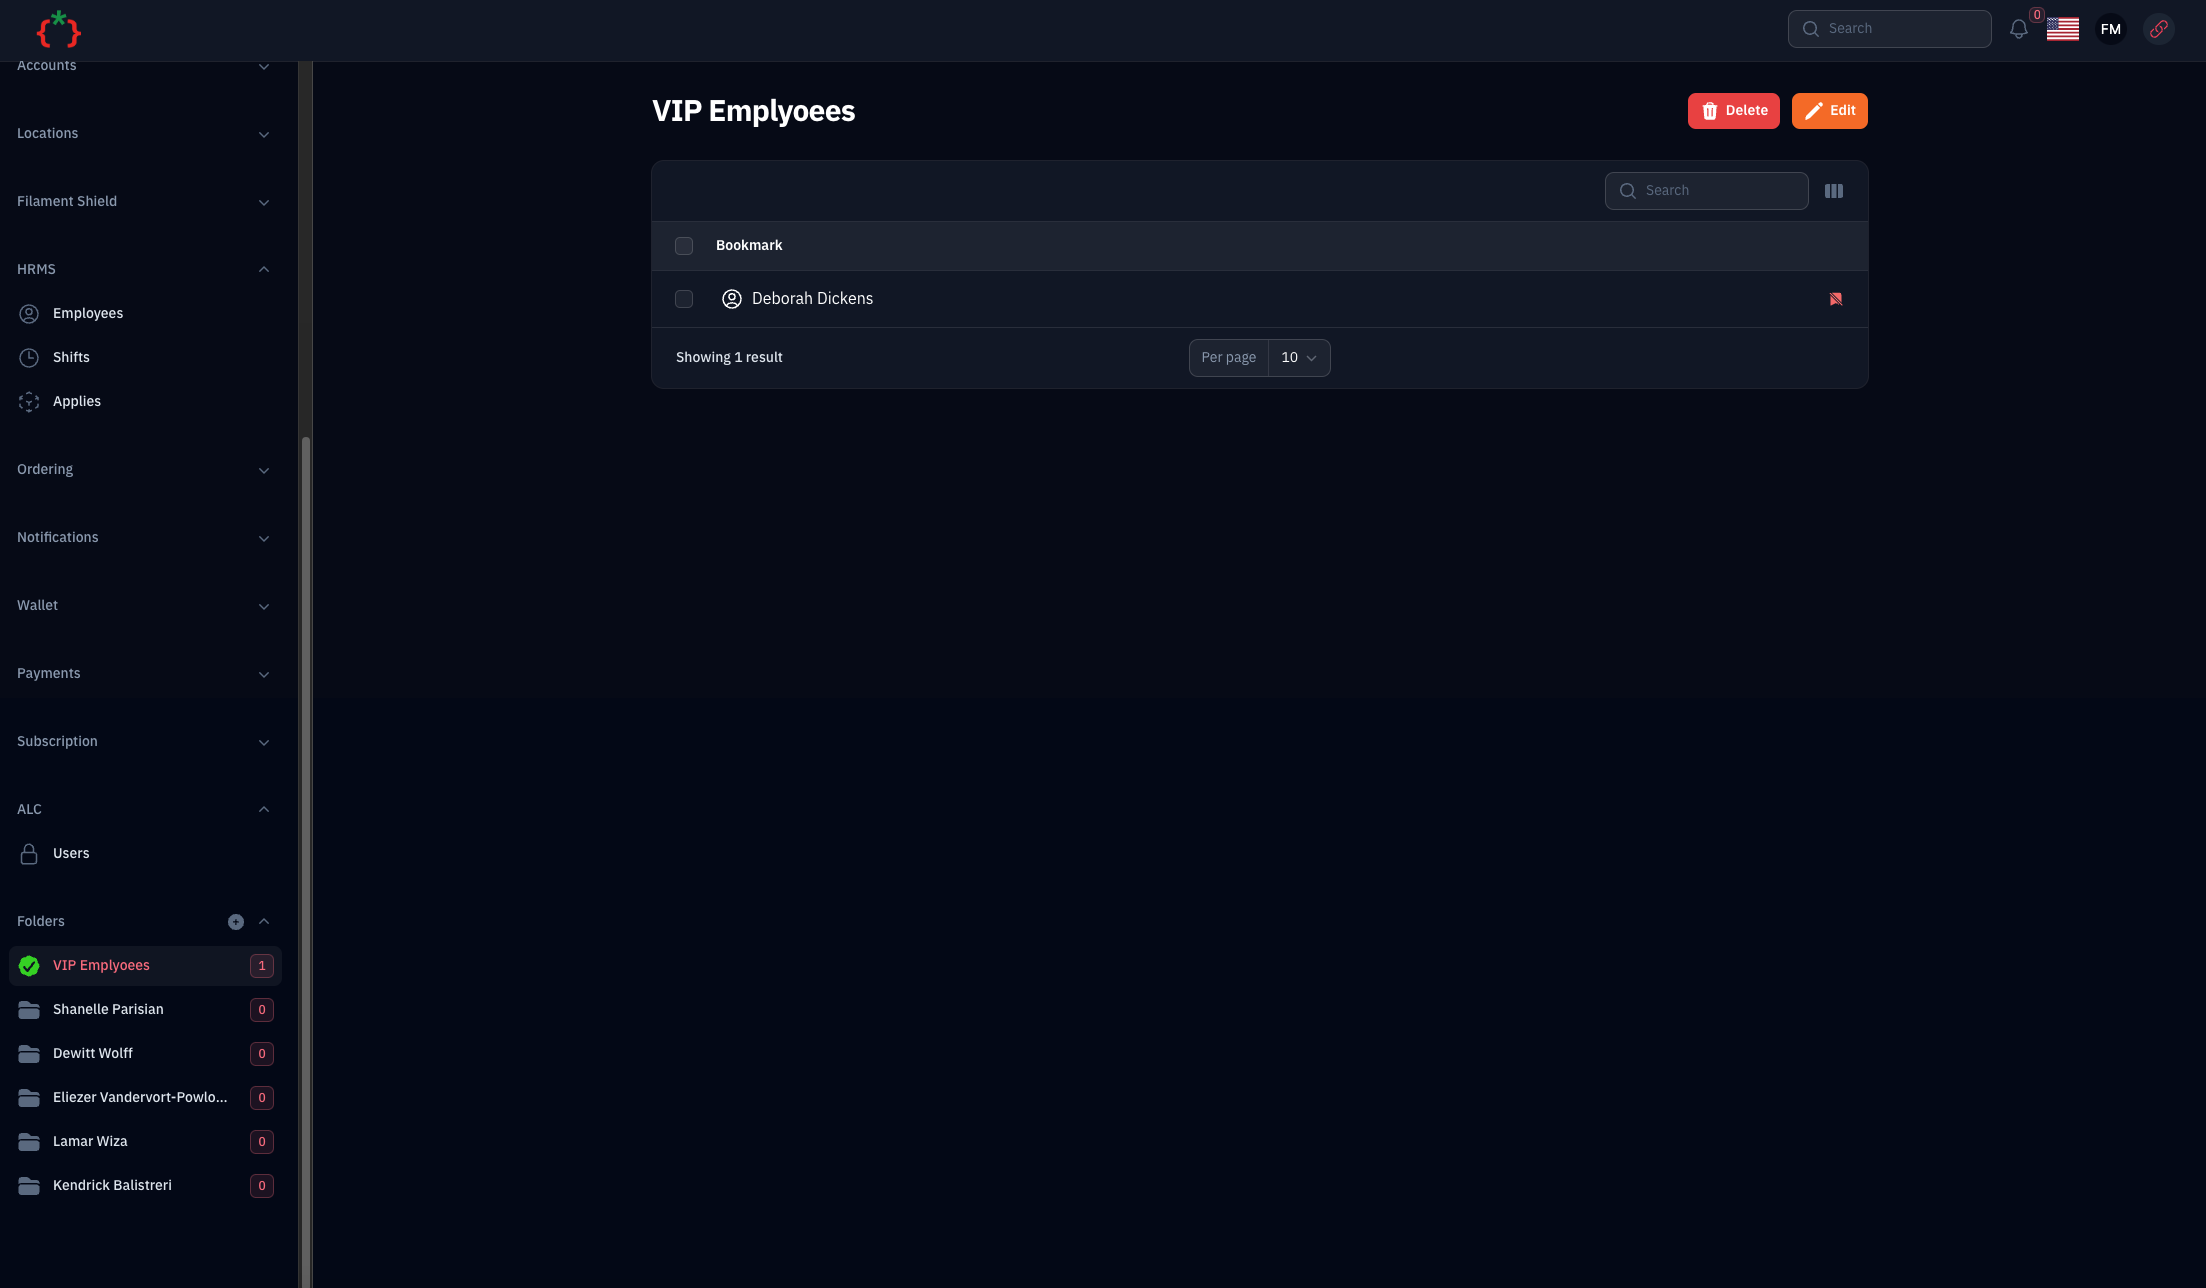 {*}
Search
0
FM
Accounts
Locations
Filament Shield
HRMS
Employees
Shifts
Applies
Ordering
Notifications
Wallet
Payments
Subscription
ALC
Users
Folders
VIP Emplyoees 1
Shanelle Parisian 0
Dewitt Wolff 0
Eliezer Vandervort-Powlo... 0
Lamar Wiza 0
Kendrick Balistreri 0
VIP Emplyoees
Delete
Edit
Search
Bookmark
Deborah Dickens
Showing 1 result
Per page 10